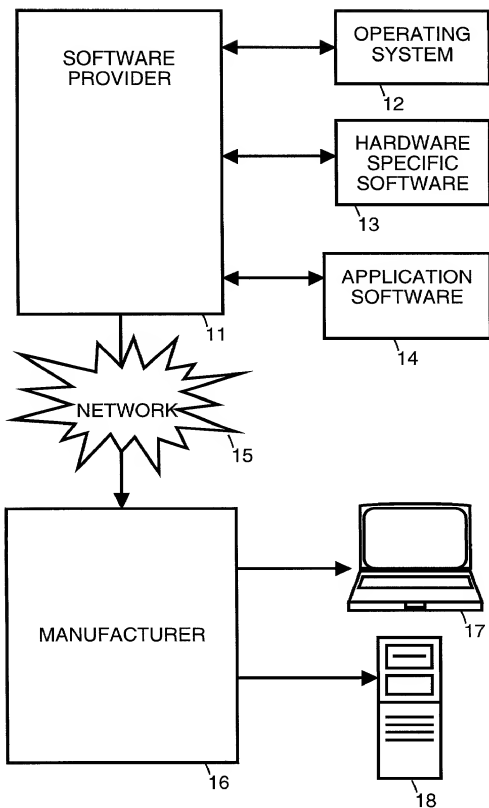 SOFTWARE
PROVIDER
11
OPERATING
SYSTEM
12
HARDWARE
SPECIFIC
SOFTWARE
13
APPLICATION
SOFTWARE
14
NETWORK
15
MANUFACTURER
16
17
18